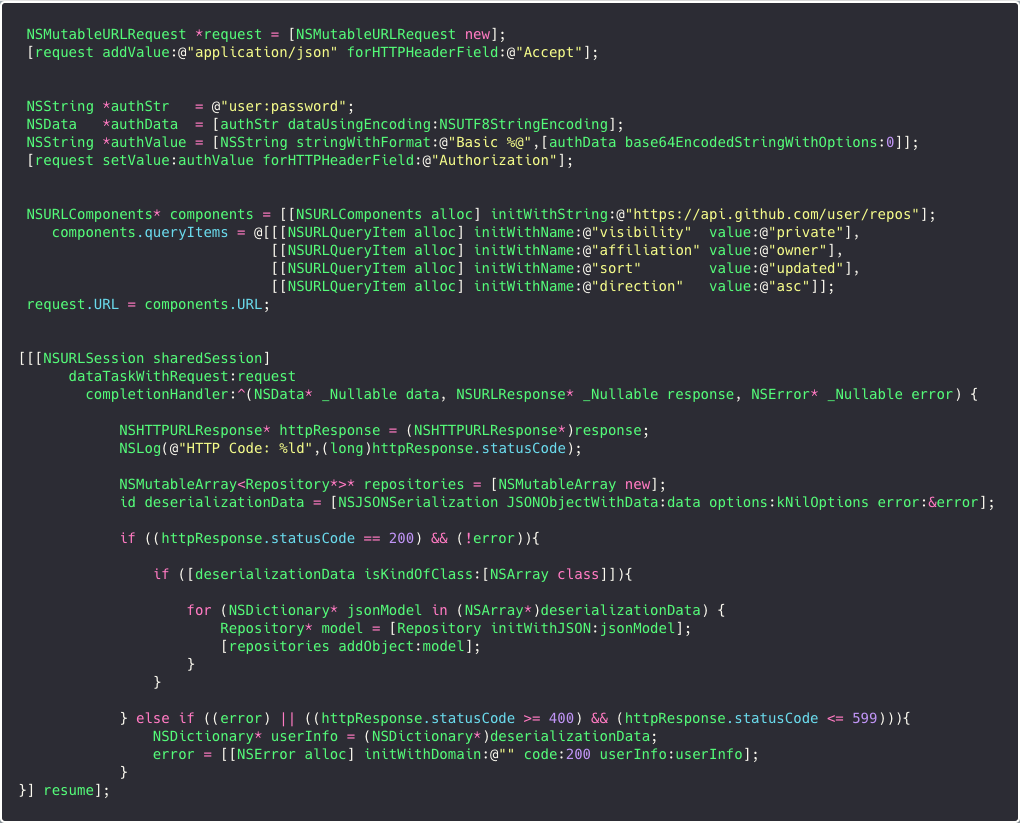 NSMutableURLRequest *request = [NSMutableURLRequest new];
[request addValue:@"application/json" forHTTPHeaderField:@"Accept"];
NSString *authStr   = @"user:password";
NSData   *authData  = [authStr dataUsingEncoding:NSUTF8StringEncoding];
NSString *authValue = [NSString stringWithFormat:@"Basic %@",[authData base64EncodedStringWithOptions:0]];
[request setValue:authValue forHTTPHeaderField:@"Authorization"];
NSURLComponents* components = [[NSURLComponents alloc] initWithString:@"https://api.github.com/user/repos"];
   components.queryItems = @[[[NSURLQueryItem alloc] initWithName:@"visibility"  value:@"private"],
                             [[NSURLQueryItem alloc] initWithName:@"affiliation" value:@"owner"],
                             [[NSURLQueryItem alloc] initWithName:@"sort"        value:@"updated"],
                             [[NSURLQueryItem alloc] initWithName:@"direction"   value:@"asc"]];
request.URL = components.URL;
[[[NSURLSession sharedSession]
      dataTaskWithRequest:request
        completionHandler:^(NSData* _Nullable data, NSURLResponse* _Nullable response, NSError* _Nullable error) {
            NSHTTPURLResponse* httpResponse = (NSHTTPURLResponse*)response;
            NSLog(@"HTTP Code: %ld",(long)httpResponse.statusCode);
            NSMutableArray<Repository*>* repositories = [NSMutableArray new];
            id deserializationData = [NSJSONSerialization JSONObjectWithData:data options:kNilOptions error:&error];
            if ((httpResponse.statusCode == 200) && (!error)){
                if ([deserializationData isKindOfClass:[NSArray class]]){
                    for (NSDictionary* jsonModel in (NSArray*)deserializationData) {
                        Repository* model = [Repository initWithJSON:jsonModel];
                        [repositories addObject:model];
                    }
                }
            } else if ((error) || ((httpResponse.statusCode >= 400) && (httpResponse.statusCode <= 599))){
                NSDictionary* userInfo = (NSDictionary*)deserializationData;
                error = [[NSError alloc] initWithDomain:@"" code:200 userInfo:userInfo];
            }
}] resume];